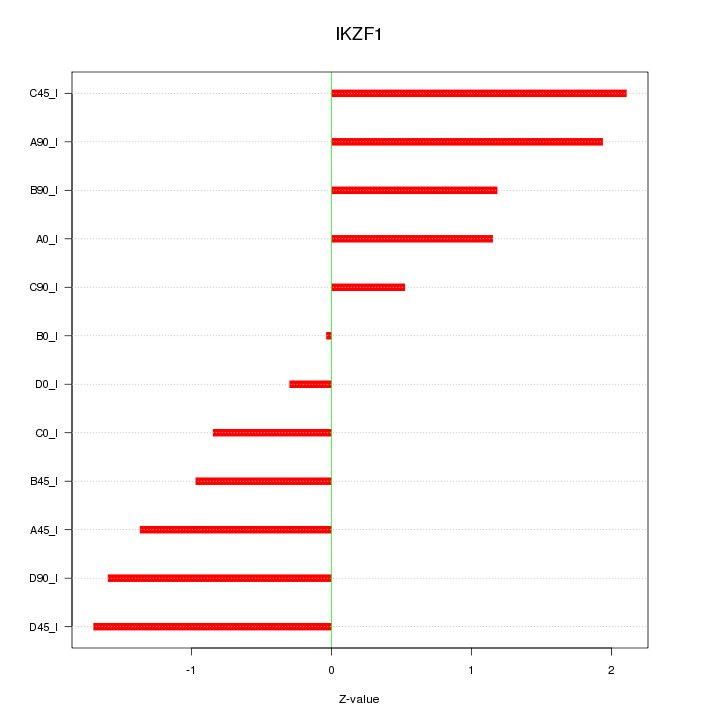 IKZF1
C45_I
A90_I
B90_I
A0_I
C90_I
B0_I
D0_I
C0_I
B45_I
A45_I
D90_I
D45_I
-1 0 1 2
Z-value